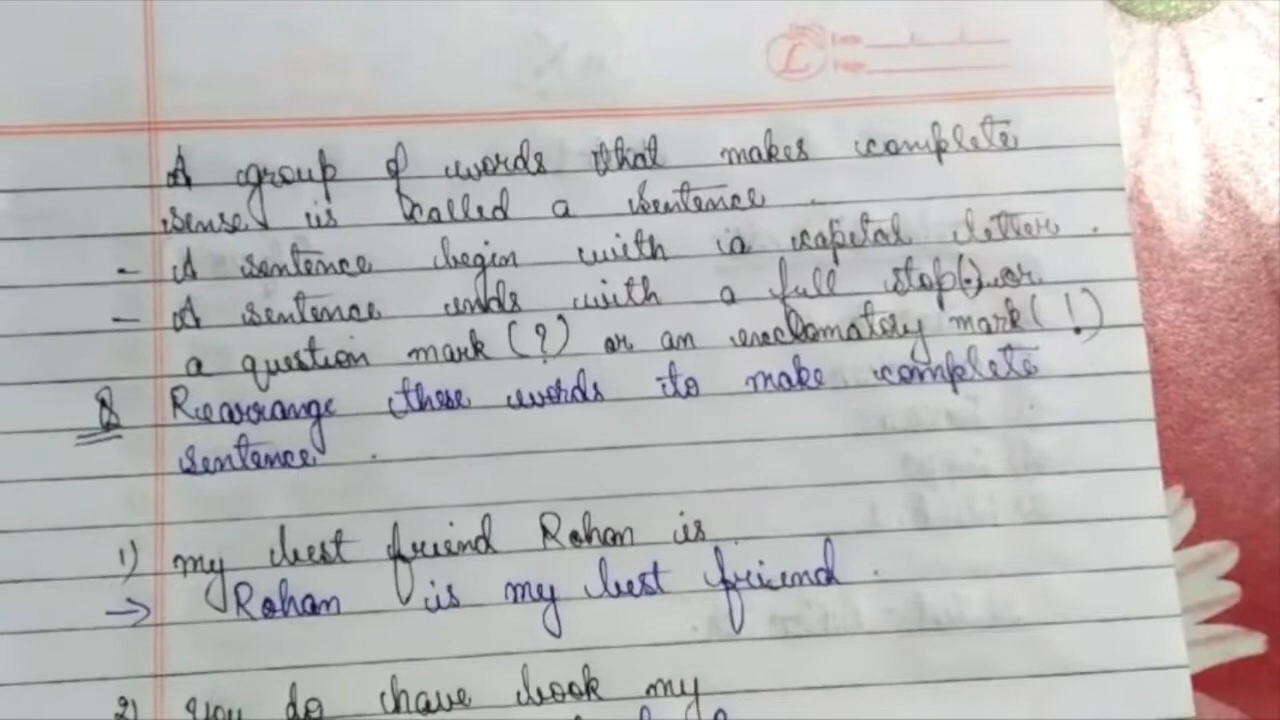 A group of words that makes complete
sense is called a sentence.
- A sentence begin with a capital letter.
- A sentence ends with a full stop(.) or
a question mark (?) or an exclamatory mark(!)
Q Rearrange these words to make complete
sentence.
1) my best friend Rohan is
→ Rohan is my best friend.
2) you do have book my